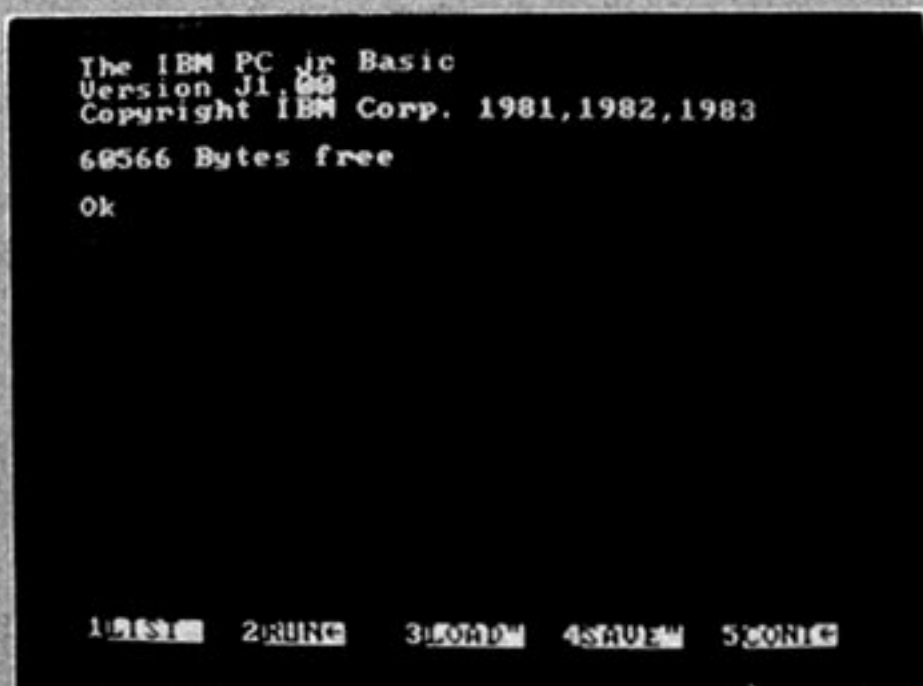 The IBM PC jr Basic
Version J1.00
Copyright IBM Corp. 1981,1982,1983
60566 Bytes free
Ok
1LIST 2RUN← 3LOAD" 4SAVE" 5CONT←